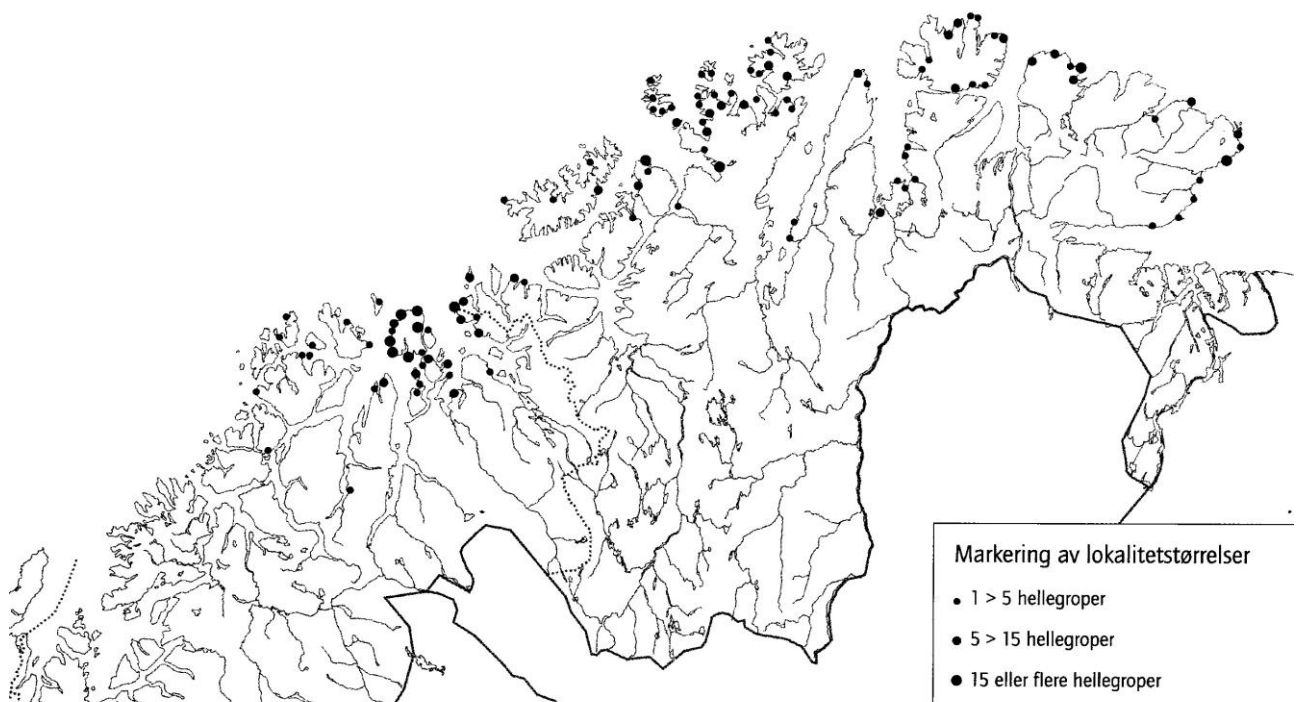 Markering av lokalitetstørrelser
1 > 5 hellegroper
5 > 15 hellegroper
15 eller flere hellegroper